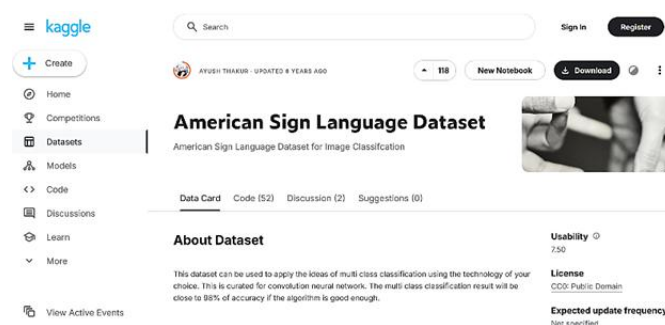 kaggle
Search
Sign In
Register
Create
AYUSH THAKUR · UPDATED 8 YEARS AGO
118
New Notebook
Download
Home
Competitions
Datasets
Models
Code
Discussions
Learn
More
View Active Events
American Sign Language Dataset
American Sign Language Dataset for Image Classifcation
Data Card Code (52) Discussion (2) Suggestions (0)
About Dataset
This dataset can be used to apply the ideas of multi class classification using the technology of your
choice. This is curated for convolution neural network. The multi class classification result will be
close to 98% of accuracy if the algorithm is good enough.
Usability
7.50
License
CC0: Public Domain
Expected update frequency
Not specified